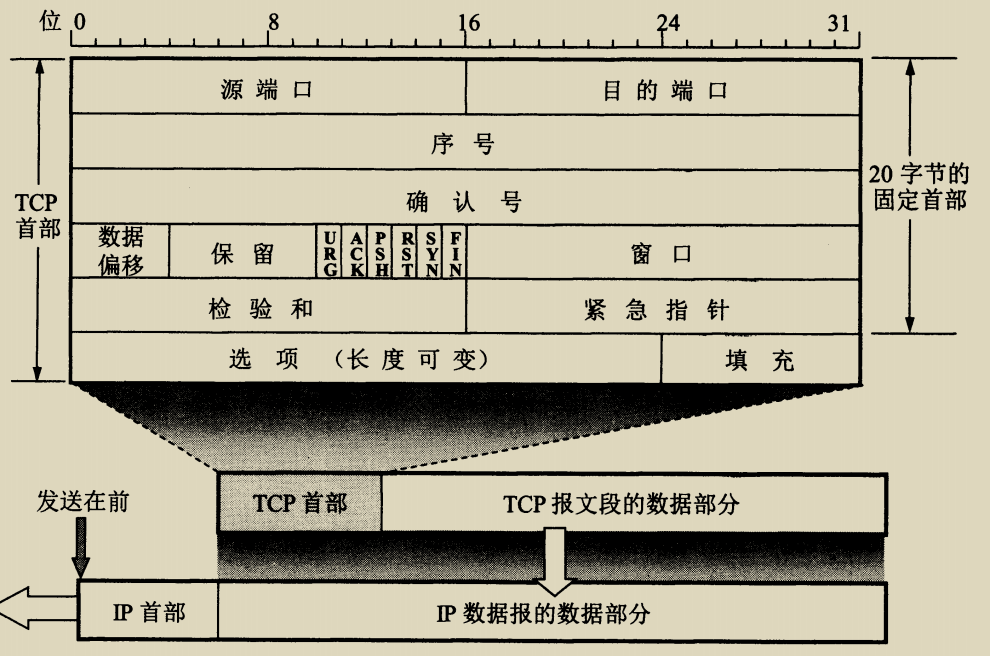 位 0 8 16 24 31
源端口 目的端口
序号
确认号
TCP
首部
20 字节的
固定首部
数据
偏移
保留
URG
ACK
PSH
RST
SYN
FIN
窗口
检验和 紧急指针
选项 （长度可变） 填充
发送在前
TCP 首部 TCP 报文段的数据部分
IP 首部 IP 数据报的数据部分